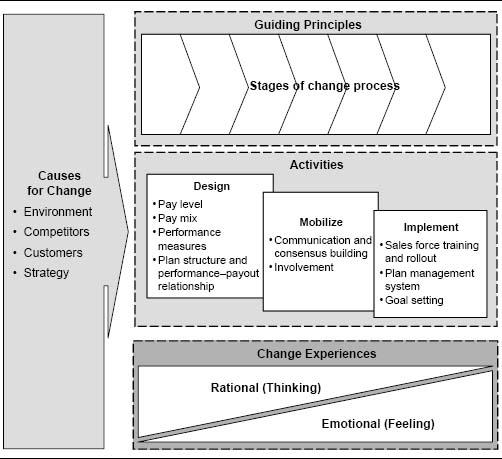 Causes
for Change
• Environment
• Competitors
• Customers
• Strategy
Guiding Principles
Stages of change process
Activities
Design
• Pay level
• Pay mix
• Performance
measures
• Plan structure and
performance–payout
relationship
Mobilize
• Communication and
consensus building
• Involvement
Implement
• Sales force training
and rollout
• Plan management
system
• Goal setting
Change Experiences
Rational (Thinking)
Emotional (Feeling)